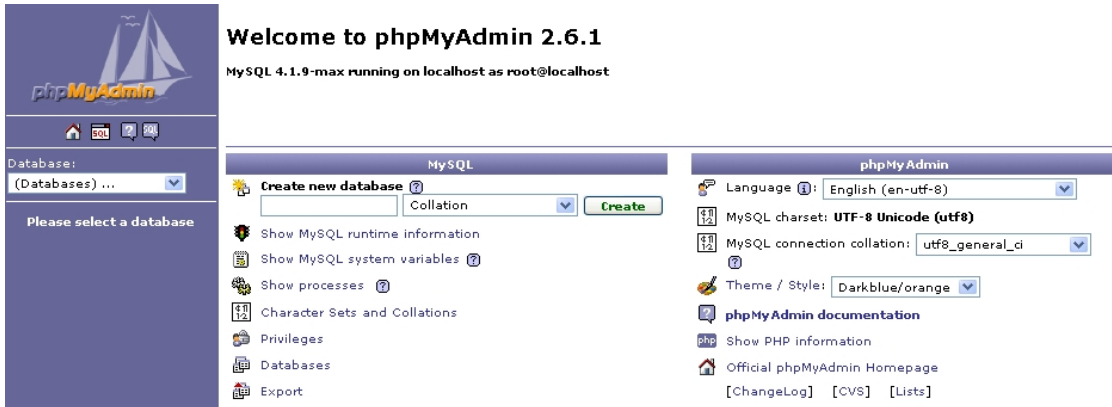 phpMyAdmin
SQL
SQL
Database:
(Databases) ...
Please select a database
Welcome to phpMyAdmin 2.6.1
MySQL 4.1.9-max running on localhost as root@localhost
MySQL
Create new database
Collation
Create
Show MySQL runtime information
Show MySQL system variables
Show processes
Character Sets and Collations
Privileges
Databases
Export
phpMyAdmin
Language : English (en-utf-8)
MySQL charset: UTF-8 Unicode (utf8)
MySQL connection collation: utf8_general_ci
Theme / Style: Darkblue/orange
phpMyAdmin documentation
php Show PHP information
Official phpMyAdmin Homepage
[ChangeLog] [CVS] [Lists]